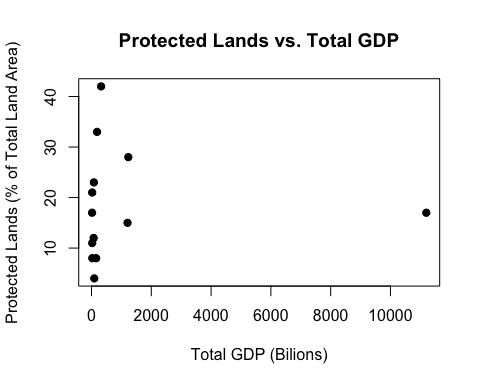 Protected Lands vs. Total GDP
Protected Lands (% of Total Land Area)
40
30
20
10
0 2000 4000 6000 8000 10000
Total GDP (Bilions)